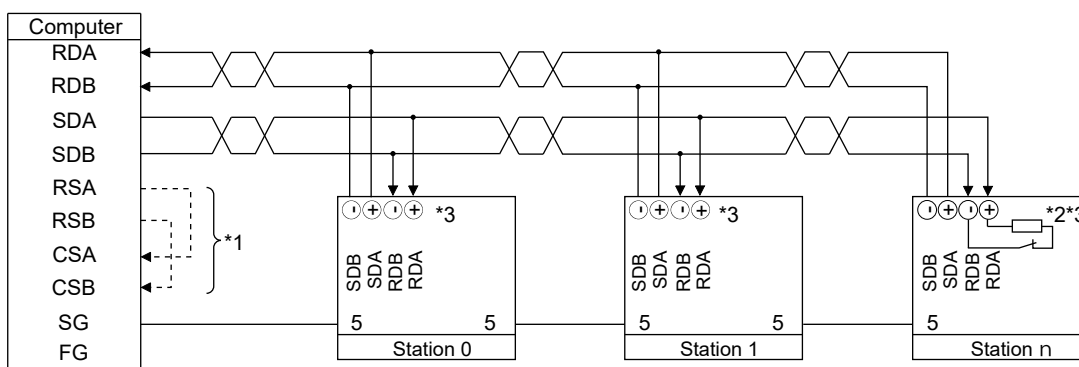 Computer
RDA
RDB
SDA
SDB
RSA
RSB
CSA
CSB
SG
FG
*1
- + - + *3
SDB
SDA
RDB
RDA
5 5
Station 0
- + - + *3
SDB
SDA
RDB
RDA
5 5
Station 1
- + - + *2*3
SDB
SDA
RDB
RDA
5
Station n